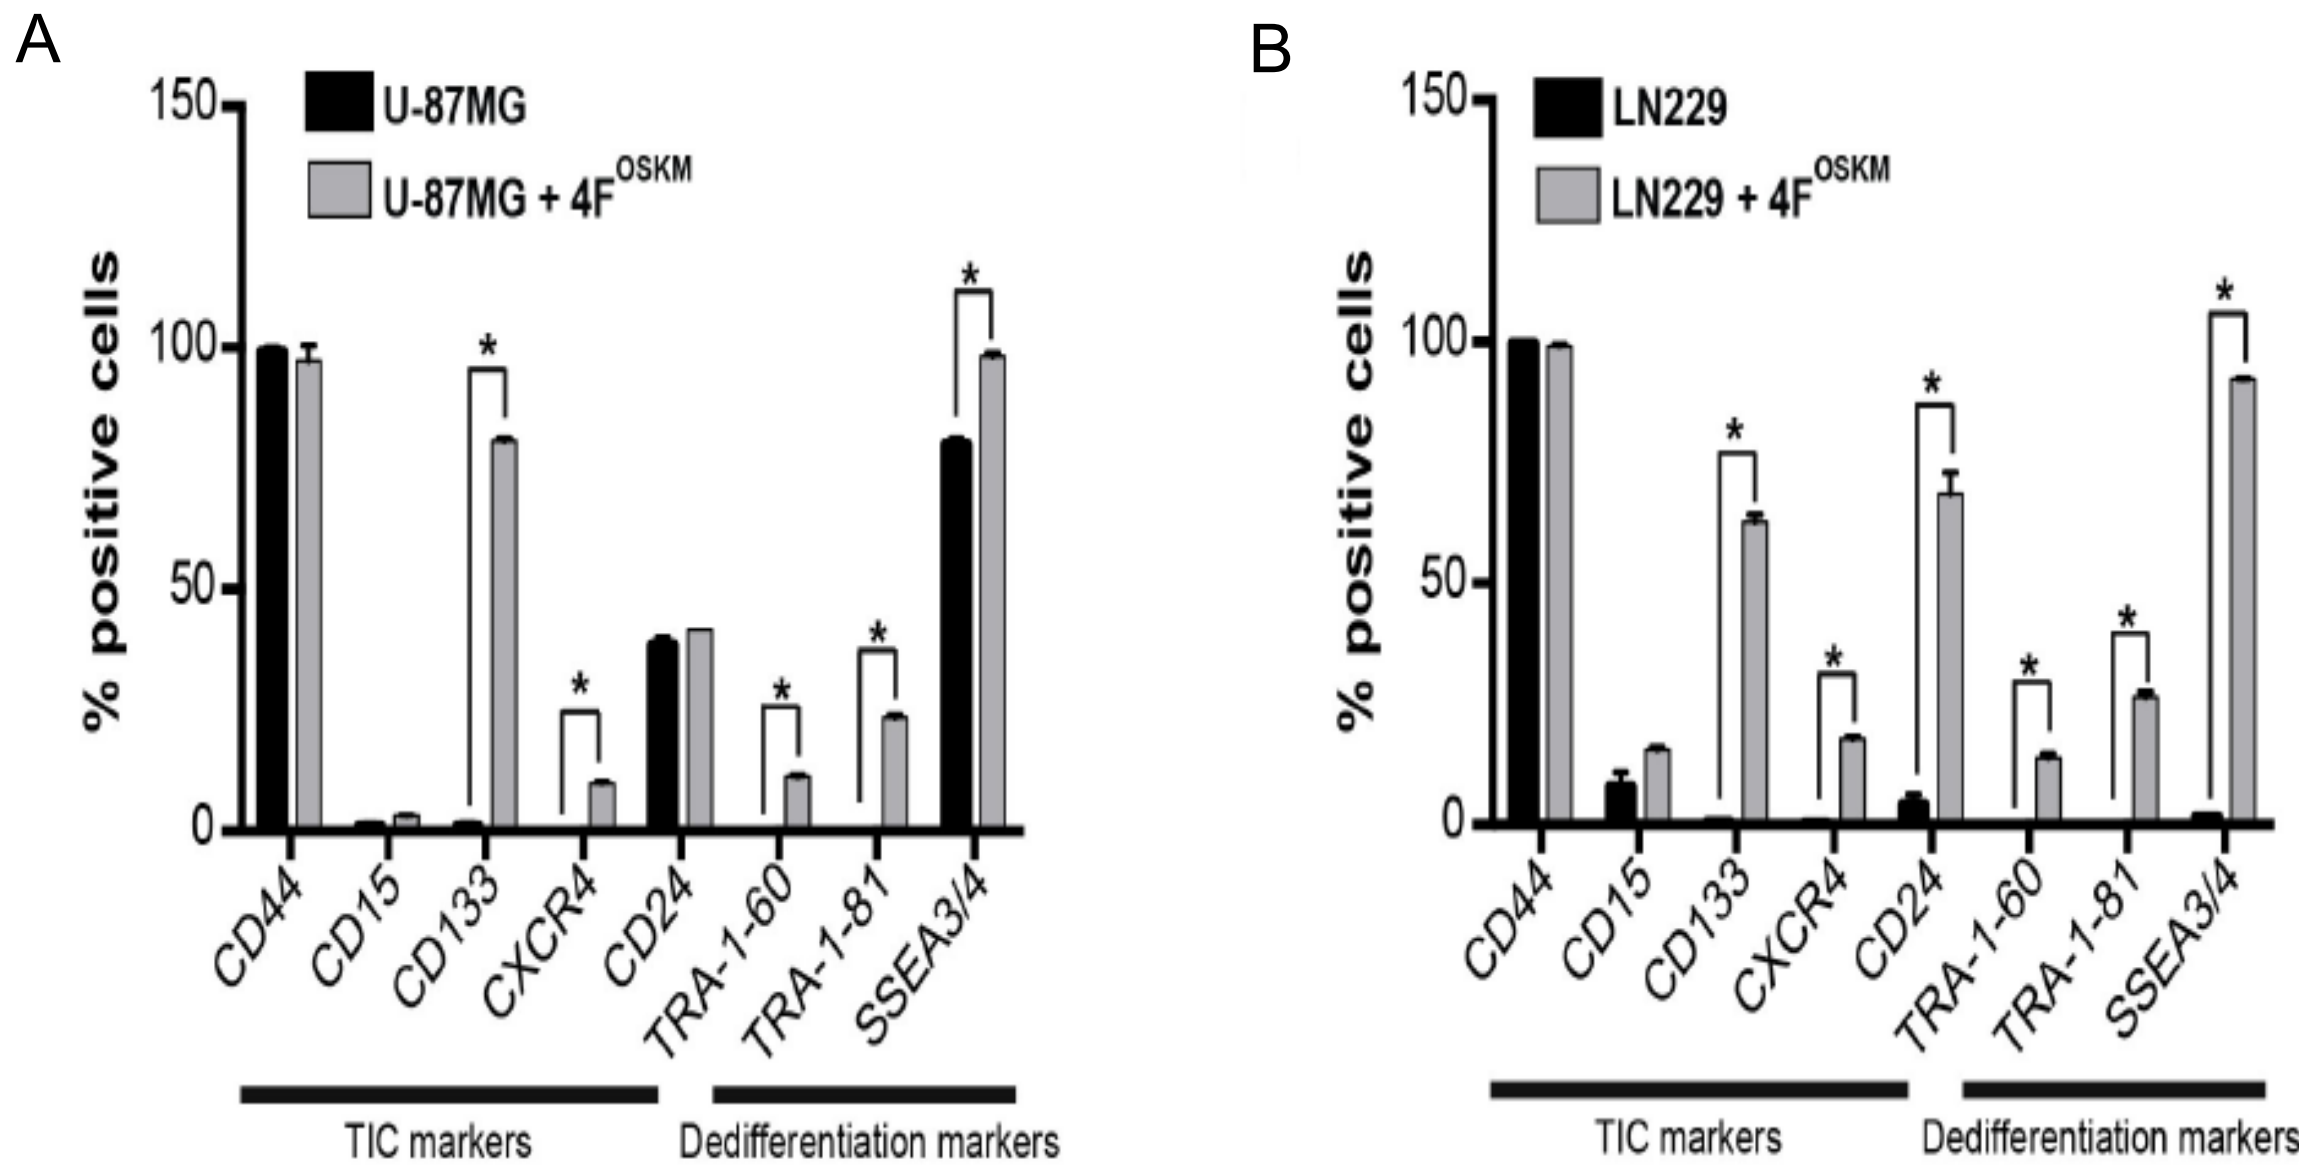 A
150
100
50
0
% positive cells
U-87MG
U-87MG + 4F^OSKM
*
*
*
*
*
CD44
CD15
CD133
CXCR4
CD24
TRA-1-60
TRA-1-81
SSEA3/4
TIC markers
Dedifferentiation markers
B
150
100
50
0
% positive cells
LN229
LN229 + 4F^OSKM
*
*
*
*
*
*
CD44
CD15
CD133
CXCR4
CD24
TRA-1-60
TRA-1-81
SSEA3/4
TIC markers
Dedifferentiation markers